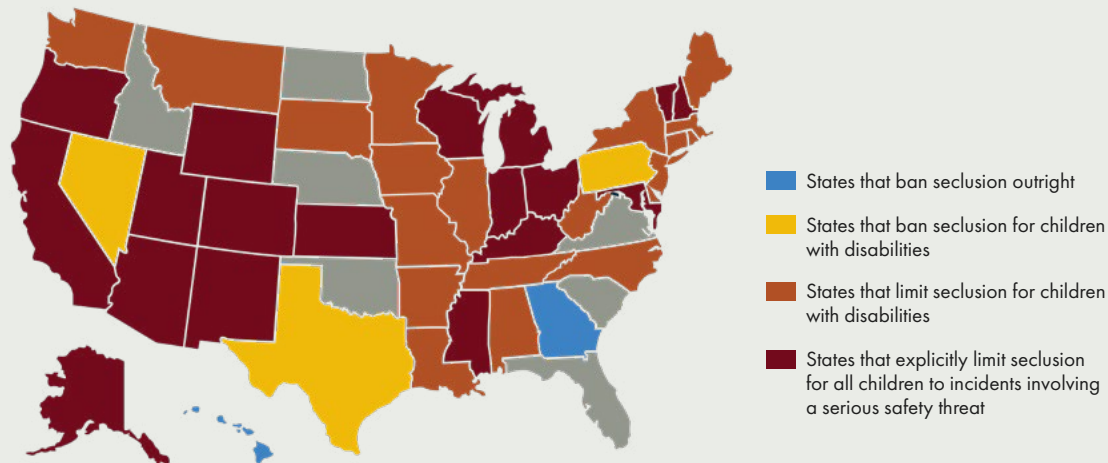 States that ban seclusion outright
States that ban seclusion for children
with disabilities
States that limit seclusion for children
with disabilities
States that explicitly limit seclusion
for all children to incidents involving
a serious safety threat